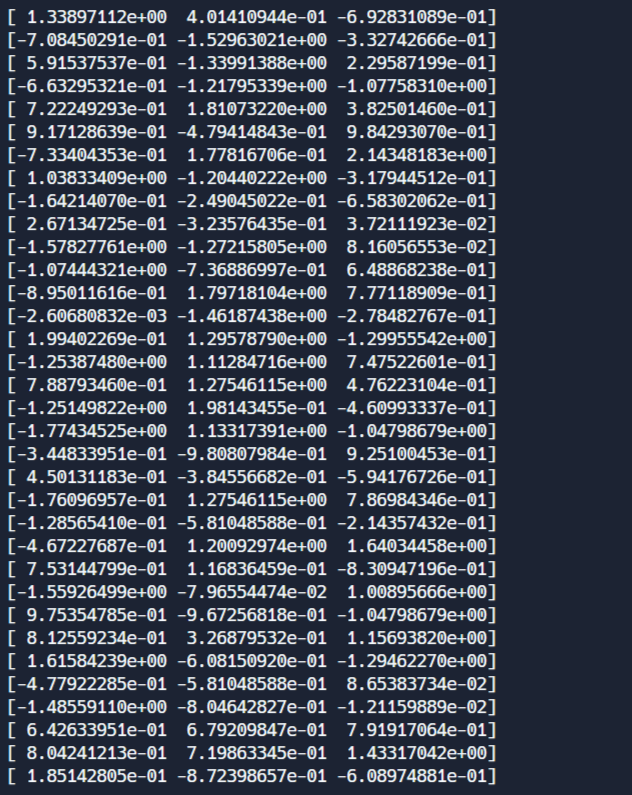 [ 1.33897112e+00  4.01410944e-01 -6.92831089e-01]
[-7.08450291e-01 -1.52963021e+00 -3.32742666e-01]
[ 5.91537537e-01 -1.33991388e+00  2.29587199e-01]
[-6.63295321e-01 -1.21795339e+00 -1.07758310e+00]
[ 7.22249293e-01  1.81073220e+00  3.82501460e-01]
[ 9.17128639e-01 -4.79414843e-01  9.84293070e-01]
[-7.33404353e-01  1.77816706e-01  2.14348183e+00]
[ 1.03833409e+00 -1.20440222e+00 -3.17944512e-01]
[-1.64214070e-01 -2.49045022e-01 -6.58302062e-01]
[ 2.67134725e-01 -3.23576435e-01  3.72111923e-02]
[-1.57827761e+00 -1.27215805e+00  8.16056553e-02]
[-1.07444321e+00 -7.36886997e-01  6.48868238e-01]
[-8.95011616e-01  1.79718104e+00  7.77118909e-01]
[-2.60680832e-03 -1.46187438e+00 -2.78482767e-01]
[ 1.99402269e-01  1.29578790e+00 -1.29955542e+00]
[-1.25387480e+00  1.11284716e+00  7.47522601e-01]
[ 7.88793460e-01  1.27546115e+00  4.76223104e-01]
[-1.25149822e+00  1.98143455e-01 -4.60993337e-01]
[-1.77434525e+00  1.13317391e+00 -1.04798679e+00]
[-3.44833951e-01 -9.80807984e-01  9.25100453e-01]
[ 4.50131183e-01 -3.84556682e-01 -5.94176726e-01]
[-1.76096957e-01  1.27546115e+00  7.86984346e-01]
[-1.28565410e-01 -5.81048588e-01 -2.14357432e-01]
[-4.67227687e-01  1.20092974e+00  1.64034458e+00]
[ 7.53144799e-01  1.16836459e-01 -8.30947196e-01]
[-1.55926499e+00 -7.96554474e-02  1.00895666e+00]
[ 9.75354785e-01 -9.67256818e-01 -1.04798679e+00]
[ 8.12559234e-01  3.26879532e-01  1.15693820e+00]
[ 1.61584239e+00 -6.08150920e-01 -1.29462270e+00]
[-4.77922285e-01 -5.81048588e-01  8.65383734e-02]
[-1.48559110e+00 -8.04642827e-01 -1.21159889e-02]
[ 6.42633951e-01  6.79209847e-01  7.91917064e-01]
[ 8.04241213e-01  7.19863345e-01  1.43317042e+00]
[ 1.85142805e-01 -8.72398657e-01 -6.08974881e-01]